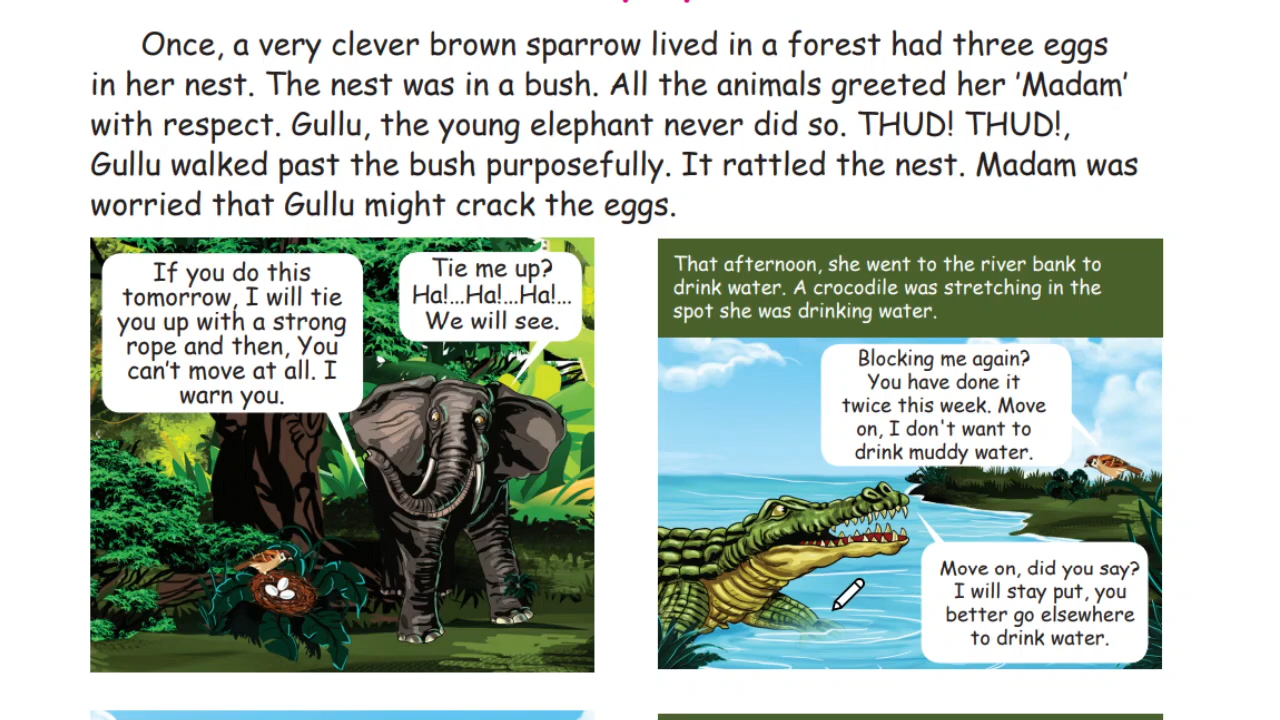 Once, a very clever brown sparrow lived in a forest had three eggs
in her nest. The nest was in a bush. All the animals greeted her ’Madam’
with respect. Gullu, the young elephant never did so. THUD! THUD!,
Gullu walked past the bush purposefully. It rattled the nest. Madam was
worried that Gullu might crack the eggs.
If you do this
tomorrow, I will tie
you up with a strong
rope and then, You
can’t move at all. I
warn you.
Tie me up?
Ha!...Ha!...Ha!...
We will see.
That afternoon, she went to the river bank to
drink water. A crocodile was stretching in the
spot she was drinking water.
Blocking me again?
You have done it
twice this week. Move
on, I don't want to
drink muddy water.
Move on, did you say?
I will stay put, you
better go elsewhere
to drink water.